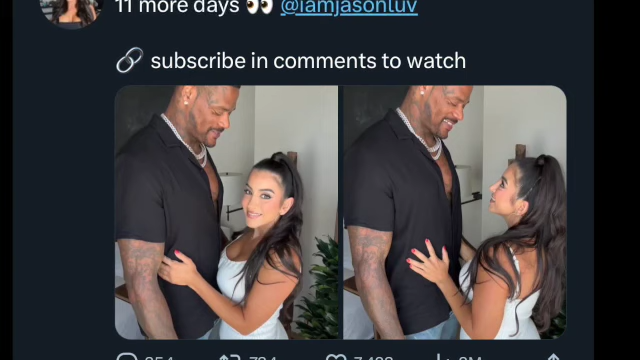 11 more days 👀 @iamjasonluv
🔗 subscribe in comments to watch